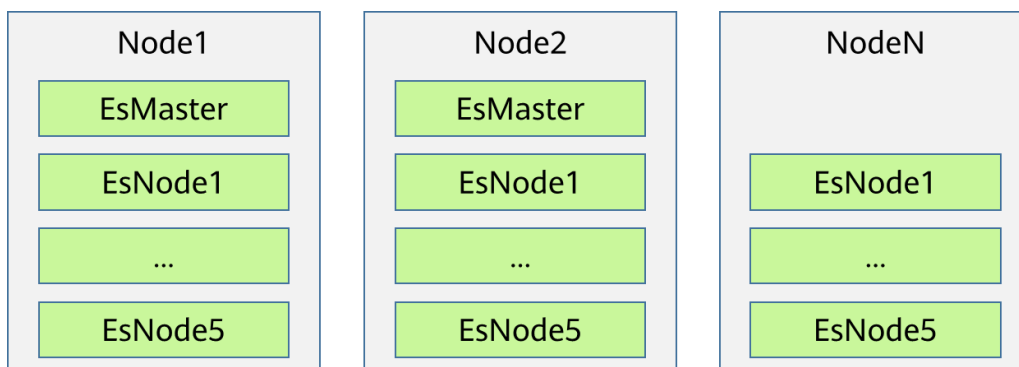 Node1
EsMaster
EsNode1
...
EsNode5
Node2
EsMaster
EsNode1
...
EsNode5
NodeN
EsNode1
...
EsNode5